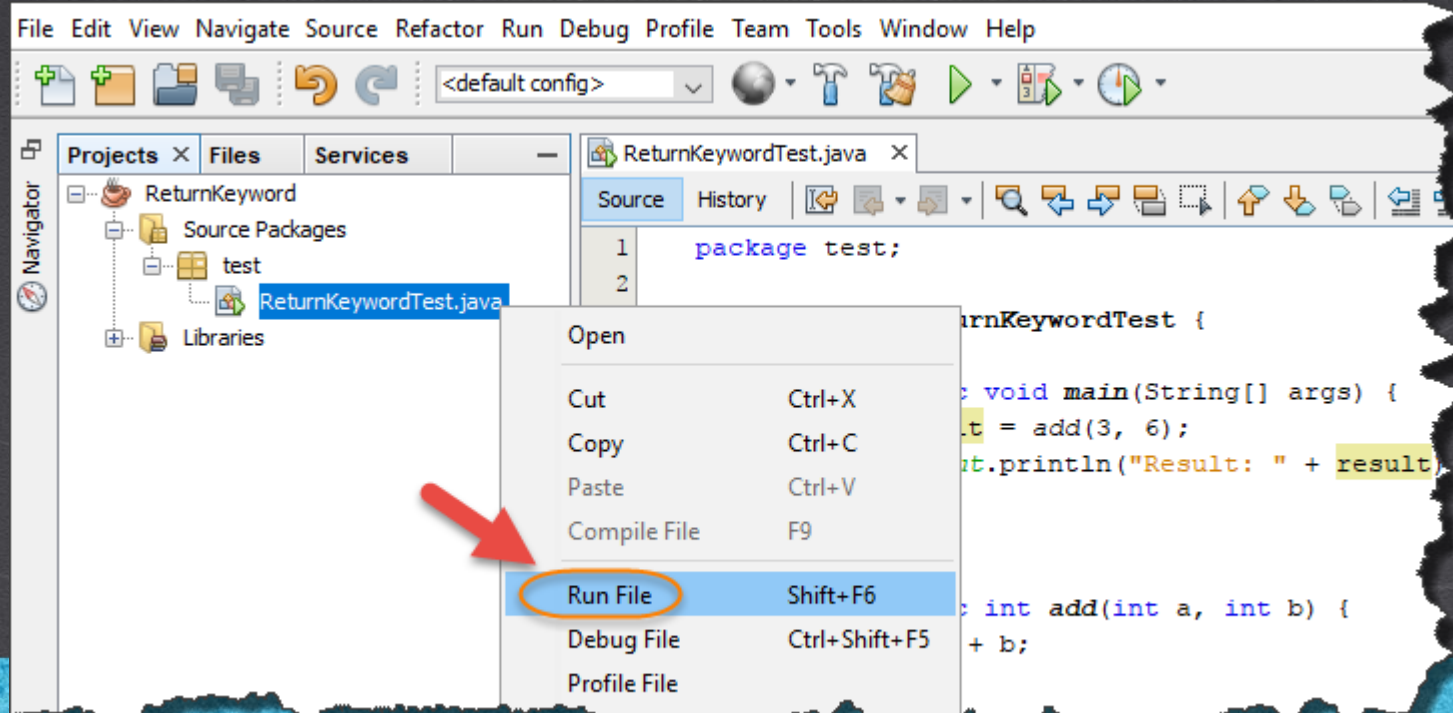 File Edit View Navigate Source Refactor Run Debug Profile Team Tools Window Help
<default config>
Projects Files Services
ReturnKeywordTest.java
Navigator
ReturnKeyword
Source Packages
test
ReturnKeywordTest.java
Libraries
Source History
1 package test;
2
Open
Cut Ctrl+X
Copy Ctrl+C
Paste Ctrl+V
Compile File F9
Run File Shift+F6
Debug File Ctrl+Shift+F5
Profile File
KeywordTest {
void main(String[] args) {
= add(3, 6);
.println("Result: " + result
int add(int a, int b) {
+ b;